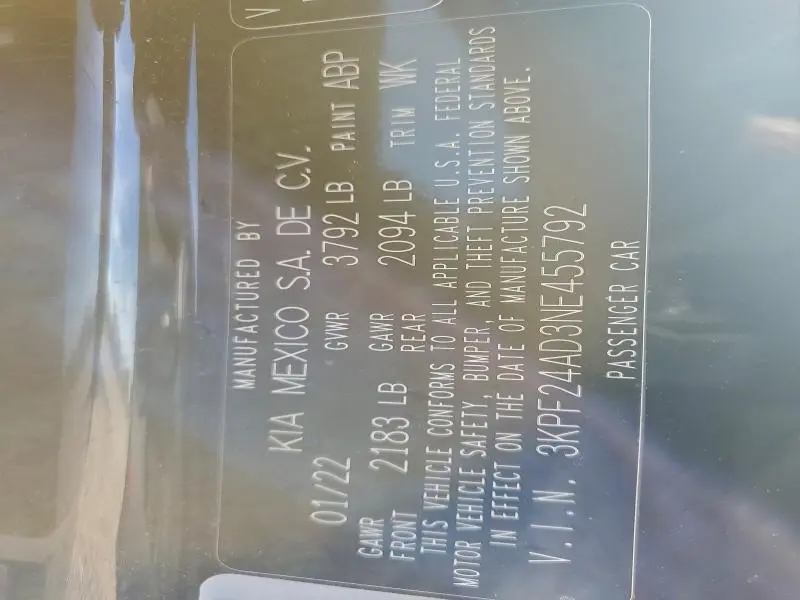 MANUFACTURED BY
KIA MEXICO S.A. DE C.V.
01/22 GVWR 3792 LB PAINT ABP
GAWR FRONT 2183 LB GAWR REAR 2094 LB TRIM WK
THIS VEHICLE CONFORMS TO ALL APPLICABLE U.S.A. FEDERAL
MOTOR VEHICLE SAFETY, BUMPER, AND THEFT PREVENTION STANDARDS
IN EFFECT ON THE DATE OF MANUFACTURE SHOWN ABOVE.
V.I.N. 3KPF24AD3NE455792
PASSENGER CAR